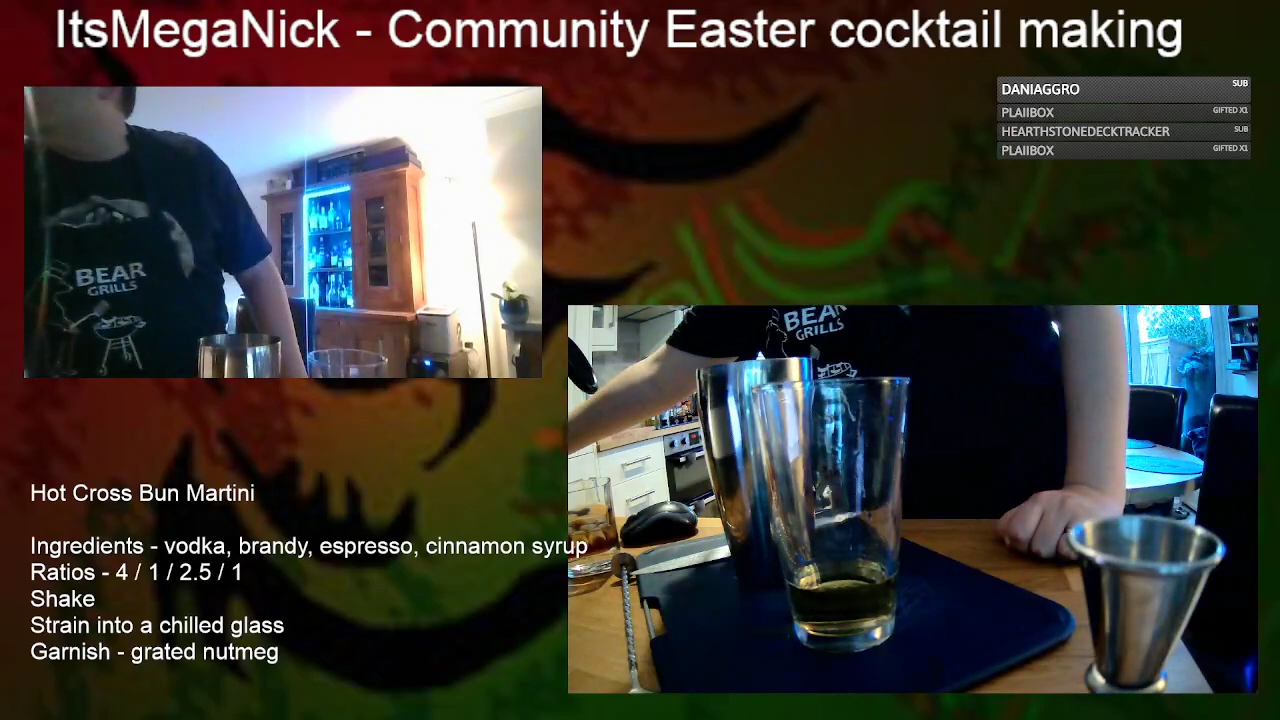 ItsMegaNick - Community Easter cocktail making
DANIAGGRO SUB
PLAIIBOX GIFTED X1
HEARTHSTONEDECKTRACKER SUB
PLAIIBOX GIFTED X1
BEAR
GRILLS
BEAR
GRILLS
Hot Cross Bun Martini
Ingredients - vodka, brandy, espresso, cinnamon syrup
Ratios - 4 / 1 / 2.5 / 1
Shake
Strain into a chilled glass
Garnish - grated nutmeg